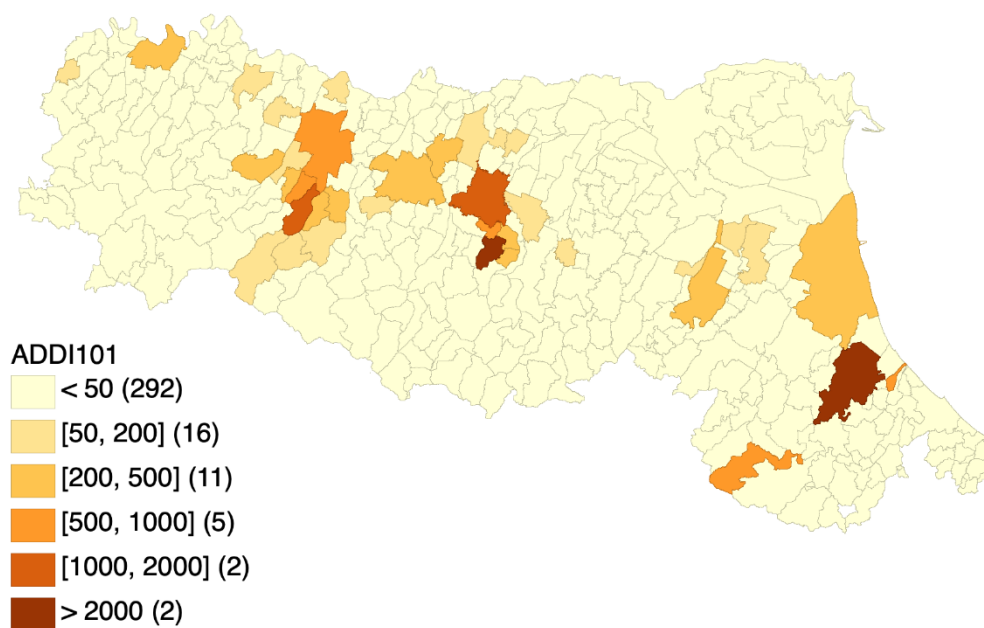 ADDI101
< 50 (292)
[50, 200] (16)
[200, 500] (11)
[500, 1000] (5)
[1000, 2000] (2)
> 2000 (2)